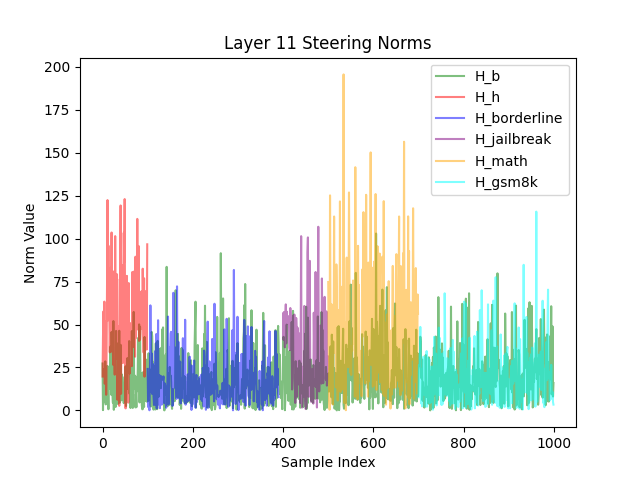 Layer 11 Steering Norms
200
175
150
125
100
75
50
25
0
Norm Value
H_b
H_h
H_borderline
H_jailbreak
H_math
H_gsm8k
0 200 400 600 800 1000
Sample Index